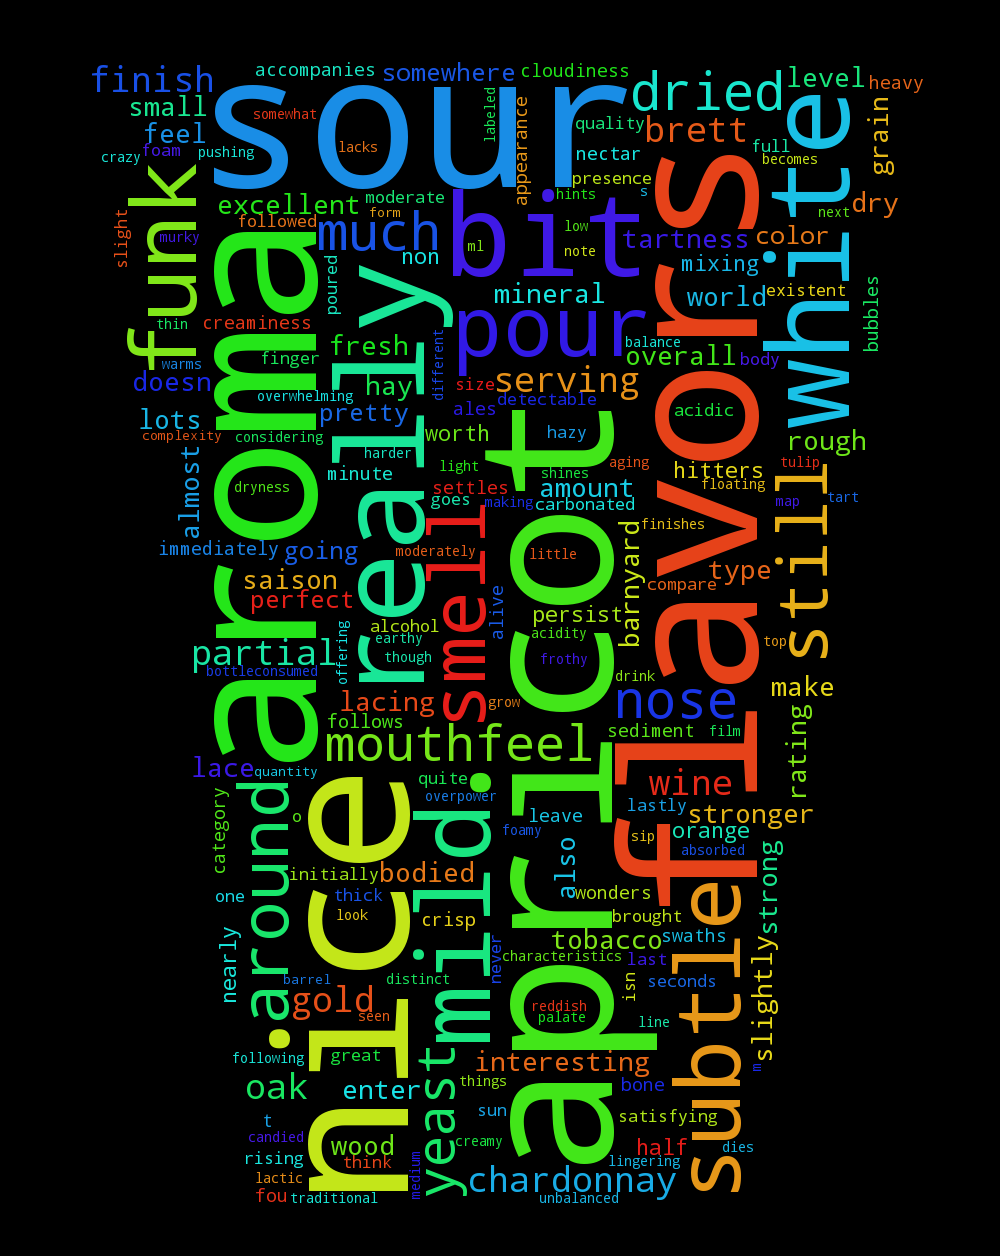 finish
accompanies
somewhere
cloudiness
dried
level
heavy
small
sour
somewhat
labeled
appearance
quality
brett
white
grain
feel
lacks
nectar
full
crazy
foam
pushing
presence
becomes
funk
excellent
moderate
bit
hints
s
flavors
next
dry
slight
followed
form
much
low
tartness
color
murky
aroma
really
non
ml
note
mixing
poured
mineral
world
existent
bubbles
thin
creaminess
pour
balance
warms
finger
fresh
different
overall
body
doesn
overwhelming
hay
size
serving
lots
pretty
ales
detectable
acidic
complexity
considering
worth
apricot
hazy
rough
almost
harder
light
shines
aging
hitters
tulip
dryness
minute
settles
amount
floating
still
map
tart
goes
making
carbonated
immediately
going
smell
moderately
little
barnyard
finishes
saison
type
perfect
alive
compare
persist
alcohol
acidity
partial
offering
earthy
though
frothy
top
bottleconsumed
drink
lacing
grow
nose
make
follows
sediment
film
rating
mouthfeel
lace
quantity
nice
mild
quite
wine
category
around
overpower
lastly
stronger
o
leave
foamy
sip
orange
absorbed
initially
bodied
also
strong
one
thick
wonders
subtle
look
crisp
brought
nearly
tobacco
swaths
never
characteristics
last
slightly
barrel
distinct
isn
seconds
gold
reddish
seen
palate
line
following
great
yeast
interesting
m
oak
enter
things
bone
t
sun
satisfying
candied
wood
creamy
half
dies
rising
think
lingering
lactic
medium
chardonnay
fou
traditional
unbalanced